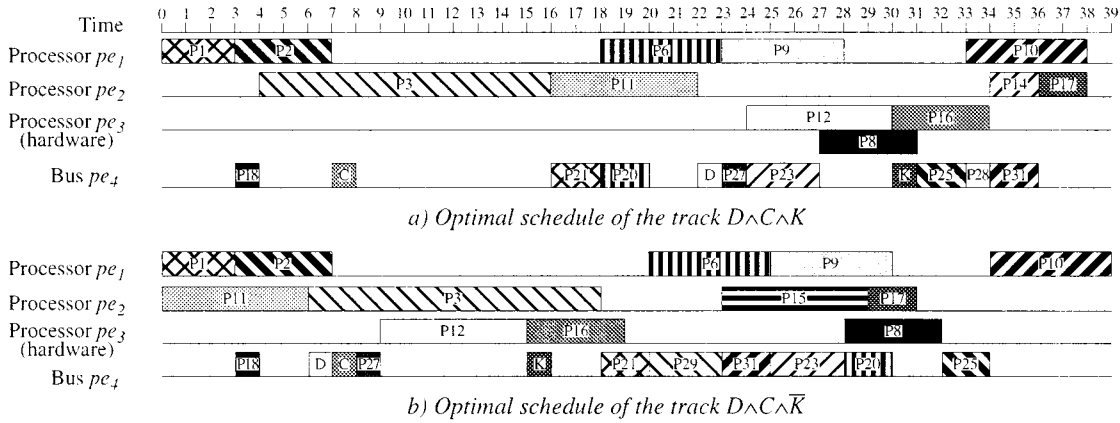 Time 0 1 2 3 4 5 6 7 8 9 10 11 12 13 14 15 16 17 18 19 20 21 22 23 24 25 26 27 28 29 30 31 32 33 34 35 36 37 38 39
Processor pe1 P1 P2 P6 P9 P10
Processor pe2 P3 P11 P14 P17
Processor pe3 P12 P16
(hardware) P8
Bus pe4 P18 C P21 P20 D P27 P23 K P25 P28 P31
a) Optimal schedule of the track D∧C∧K
Processor pe1 P1 P2 P6 P9 P10
Processor pe2 P11 P3 P15 P17
Processor pe3 P12 P16 P8
(hardware)
Bus pe4 P18 D C P27 K P21 P29 P31 P23 P20 P25
b) Optimal schedule of the track D∧C∧K̅